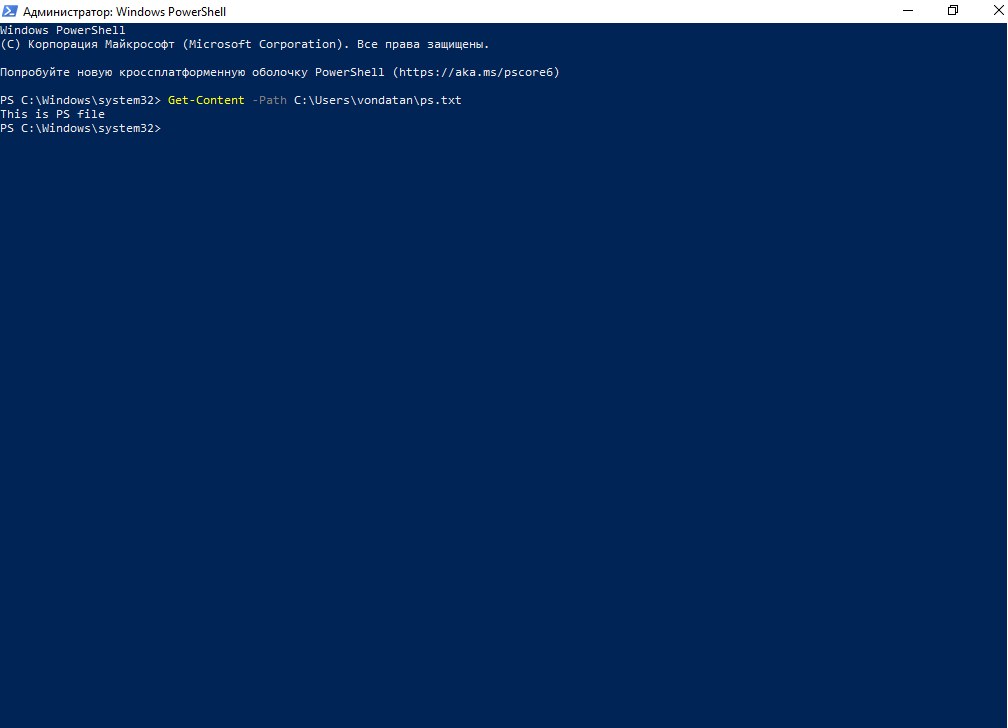 Администратор: Windows PowerShell
Windows PowerShell
(C) Корпорация Майкрософт (Microsoft Corporation). Все права защищены.
Попробуйте новую кроссплатформенную оболочку PowerShell (https://aka.ms/pscore6)
PS C:\Windows\system32> Get-Content -Path C:\Users\vondatan\ps.txt
This is PS file
PS C:\Windows\system32>